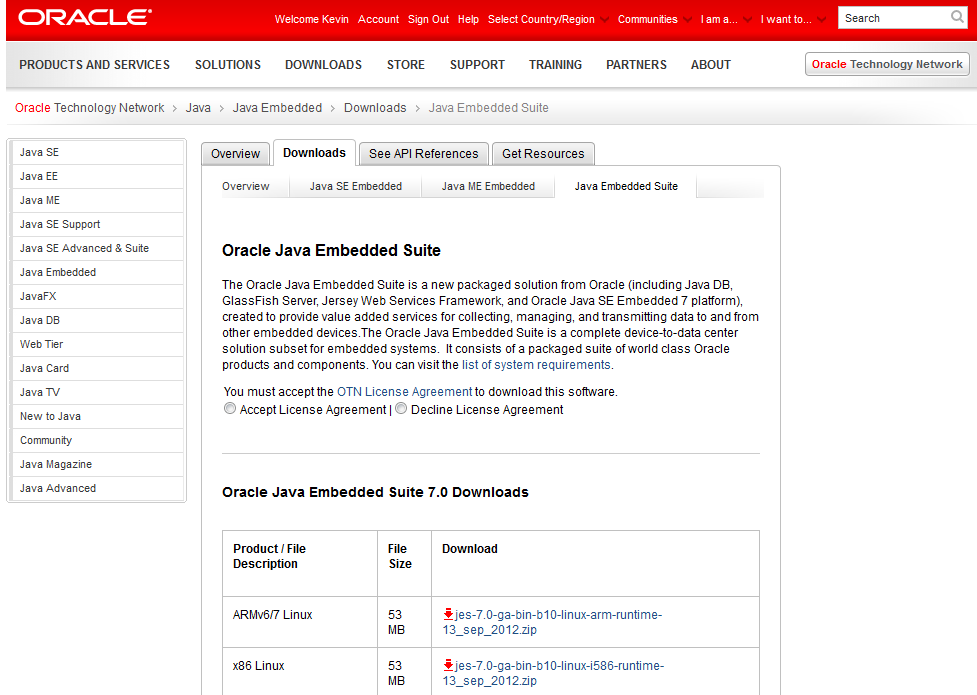 ORACLE
Welcome Kevin Account Sign Out Help Select Country/Region Communities I am a... I want to... Search
PRODUCTS AND SERVICES SOLUTIONS DOWNLOADS STORE SUPPORT TRAINING PARTNERS ABOUT Oracle Technology Network
Oracle Technology Network > Java > Java Embedded > Downloads > Java Embedded Suite
Java SE
Java EE
Java ME
Java SE Support
Java SE Advanced & Suite
Java Embedded
JavaFX
Java DB
Web Tier
Java Card
Java TV
New to Java
Community
Java Magazine
Java Advanced
Overview Downloads See API References Get Resources
Overview Java SE Embedded Java ME Embedded Java Embedded Suite
Oracle Java Embedded Suite
The Oracle Java Embedded Suite is a new packaged solution from Oracle (including Java DB,
GlassFish Server, Jersey Web Services Framework, and Oracle Java SE Embedded 7 platform),
created to provide value added services for collecting, managing, and transmitting data to and from
other embedded devices.The Oracle Java Embedded Suite is a complete device-to-data center
solution subset for embedded systems. It consists of a packaged suite of world class Oracle
products and components. You can visit the list of system requirements.
You must accept the OTN License Agreement to download this software.
Accept License Agreement | Decline License Agreement
Oracle Java Embedded Suite 7.0 Downloads
Product / File Description File Size Download
ARMv6/7 Linux 53 MB jes-7.0-ga-bin-b10-linux-arm-runtime-
13_sep_2012.zip
x86 Linux 53 MB jes-7.0-ga-bin-b10-linux-i586-runtime-
13_sep_2012.zip